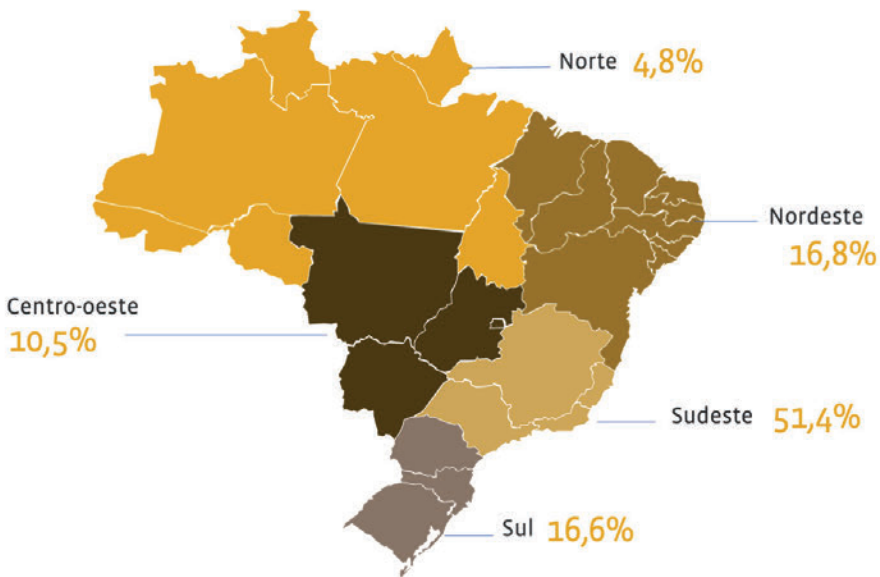 Norte 4,8%
Nordeste
16,8%
Centro-oeste
10,5%
Sudeste 51,4%
Sul 16,6%